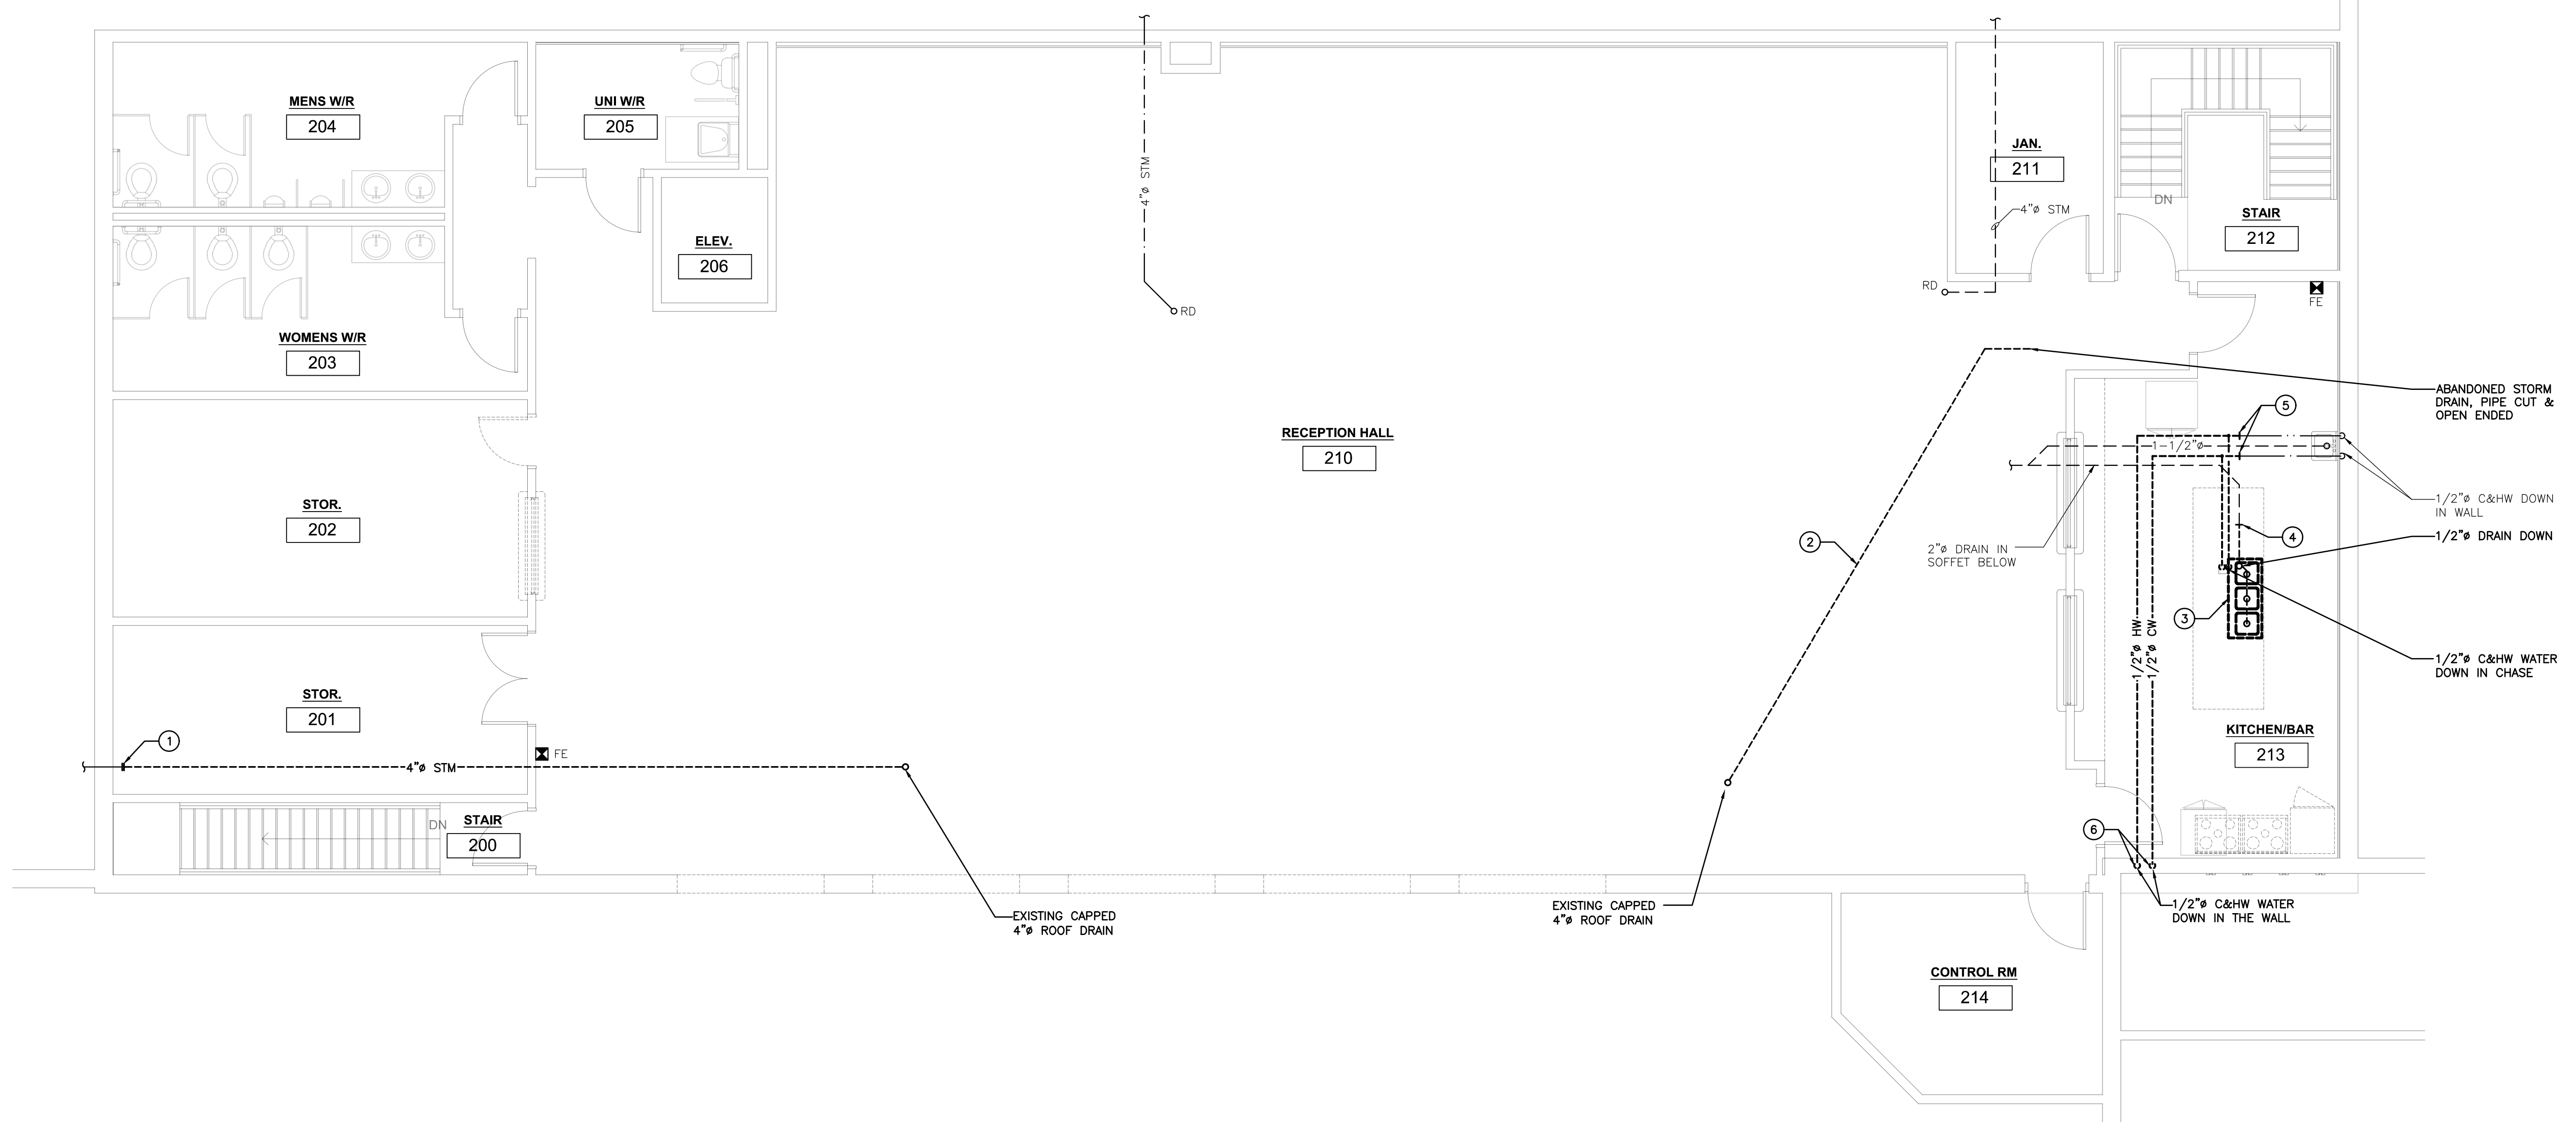 MENS W/R
204
UNI W/R
205
4"ø STM
JAN.
211
4"ø STM
DN
STAIR
212
ELEV.
206
RD
RD
FE
WOMENS W/R
203
ABANDONED STORM
DRAIN, PIPE CUT &
OPEN ENDED
5
RECEPTION HALL
210
1-1/2"ø
1/2"ø C&HW DOWN
IN WALL
STOR.
202
2
2"ø DRAIN IN
SOFFET BELOW
4
1/2"ø DRAIN DOWN
3
1/2"ø HW
1/2"ø CW
1/2"ø C&HW WATER
DOWN IN CHASE
STOR.
201
1
FE
4"ø STM
KITCHEN/BAR
213
DN
STAIR
200
6
EXISTING CAPPED
4"ø ROOF DRAIN
EXISTING CAPPED
4"ø ROOF DRAIN
1/2"ø C&HW WATER
DOWN IN THE WALL
CONTROL RM
214